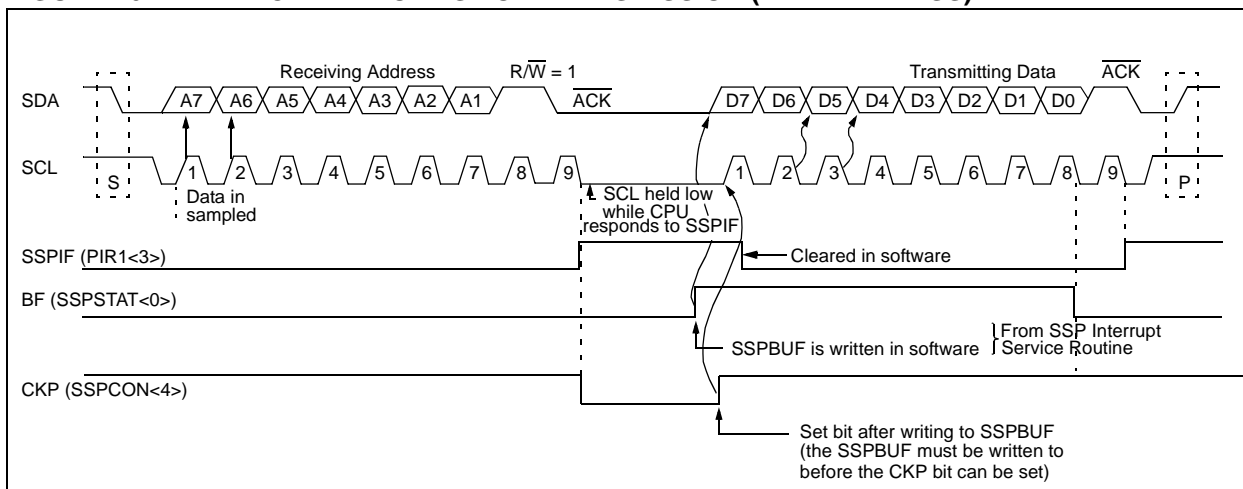 Receiving Address
R/W = 1
Transmitting Data
ACK
SDA
A7 A6 A5 A4 A3 A2 A1
ACK
D7 D6 D5 D4 D3 D2 D1 D0
SCL
S
1 2 3 4 5 6 7 8 9
1 2 3 4 5 6 7 8 9
P
Data in
sampled
SCL held low
while CPU
responds to SSPIF
SSPIF (PIR1<3>)
Cleared in software
BF (SSPSTAT<0>)
SSPBUF is written in software
From SSP Interrupt
Service Routine
CKP (SSPCON<4>)
Set bit after writing to SSPBUF
(the SSPBUF must be written to
before the CKP bit can be set)